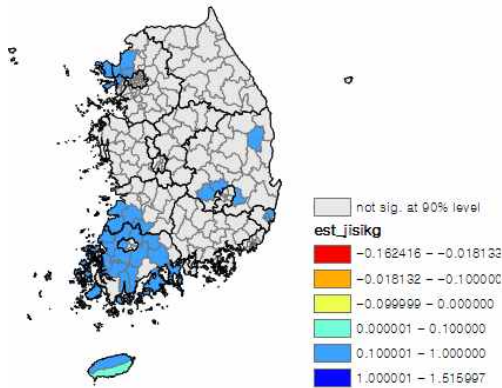 not sig. at 90% level
est_jisikg
-0.162416 - -0.018133
-0.018132 - -0.100000
-0.099999 - 0.000000
0.000001 - 0.100000
0.100001 - 1.000000
1.000001 - 1.515997